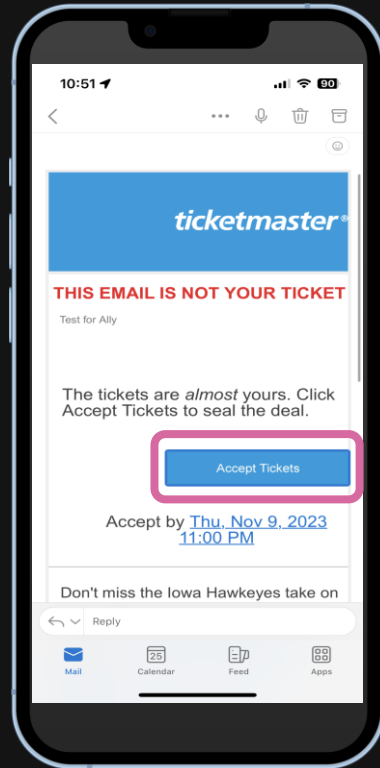 10:51
90
ticketmaster®
THIS EMAIL IS NOT YOUR TICKET
Test for Ally
The tickets are almost yours. Click
Accept Tickets to seal the deal.
Accept Tickets
Accept by Thu, Nov 9, 2023
11:00 PM
Don't miss the Iowa Hawkeyes take on
Reply
25
Mail
Calendar
Feed
Apps